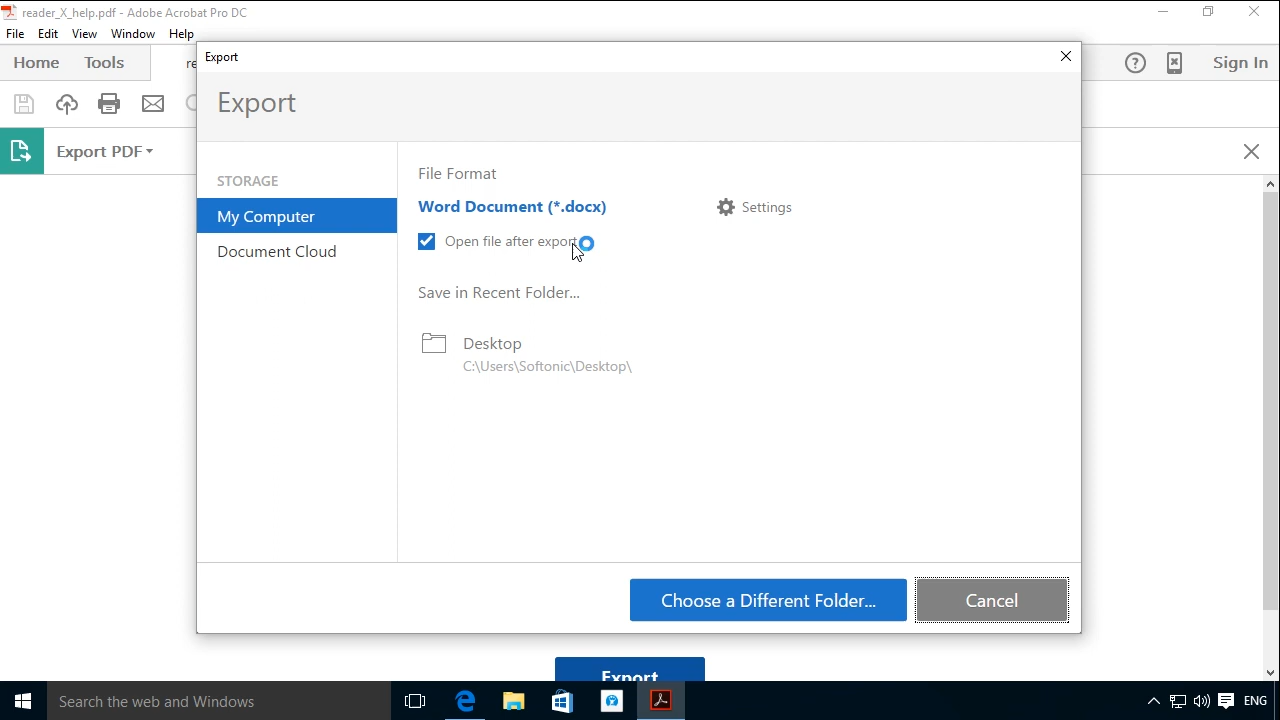 reader_X_help.pdf - Adobe Acrobat Pro DC
File Edit View Window Help
Home Tools re
Sign In
Export
Export
Export PDF
STORAGE
My Computer
Document Cloud
File Format
Word Document (*.docx)
Settings
Open file after export
Save in Recent Folder...
Desktop
C:\Users\Softonic\Desktop\
Choose a Different Folder...
Cancel
Export
Search the web and Windows
ENG